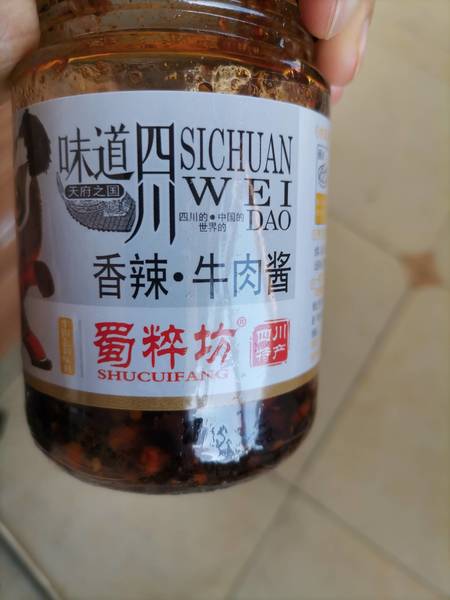 味道四川
天府之国
SICHUAN
WEI
DAO
四川的·中国的
世界的
香辣·牛肉酱
蜀粹坊®
SHUCUIFANG
四川
特产